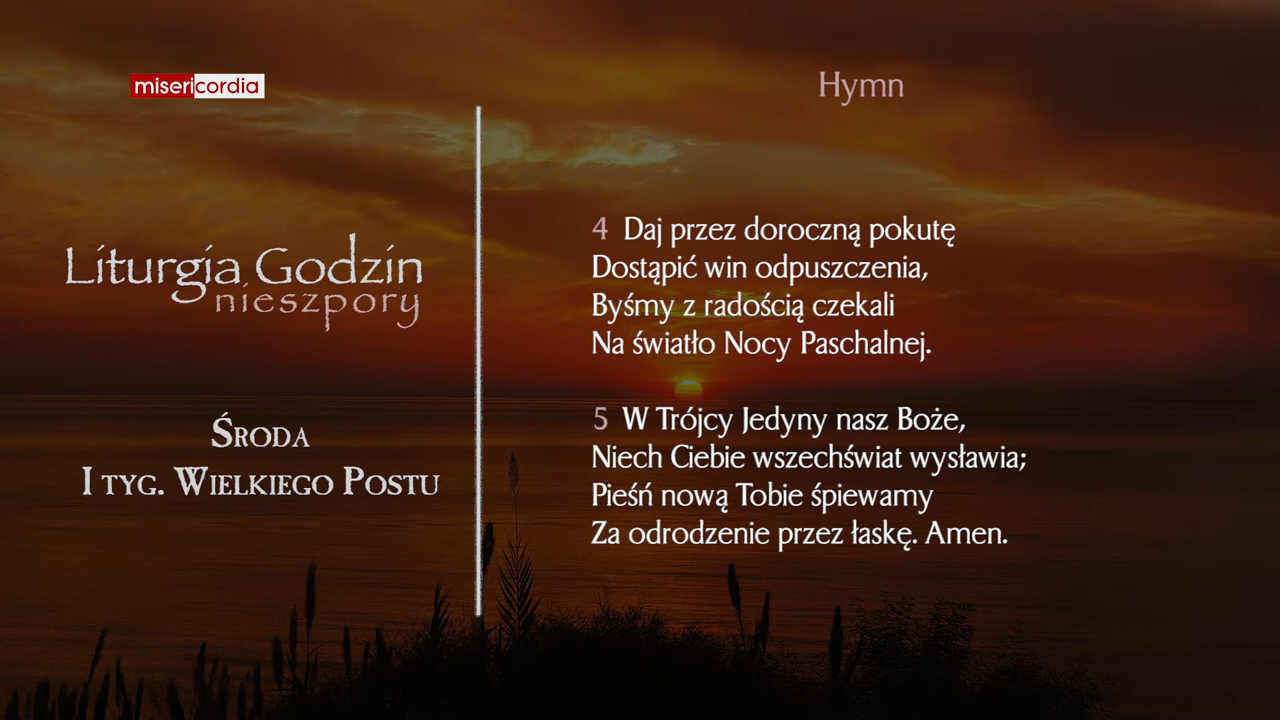 misericordia
Liturgia Godzin
nieszpory
Środa
I tyg. Wielkiego Postu
Hymn
4 Daj przez doroczną pokutę
Dostąpić win odpuszczenia,
Byśmy z radością czekali
Na światło Nocy Paschalnej.
5 W Trójcy Jedyny nasz Boże,
Niech Ciebie wszechświat wysławia;
Pieśń nową Tobie śpiewamy
Za odrodzenie przez łaskę. Amen.